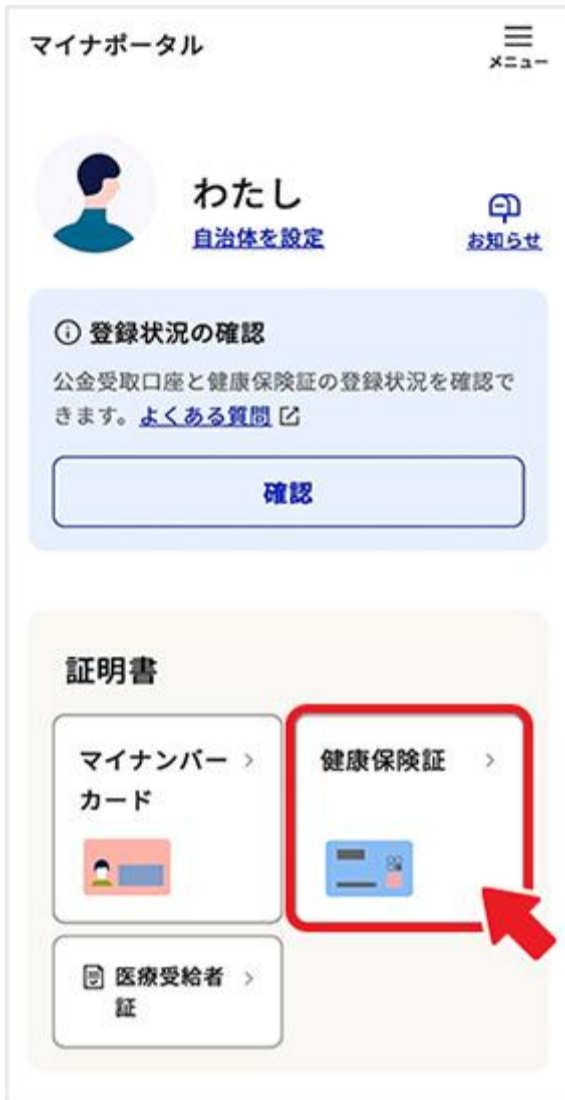 マイナポータル
メニュー
わたし
自治体を設定
お知らせ
登録状況の確認
公金受取口座と健康保険証の登録状況を確認で
きます。よくある質問
確認
証明書
マイナンバー
カード
健康保険証
医療受給者
証